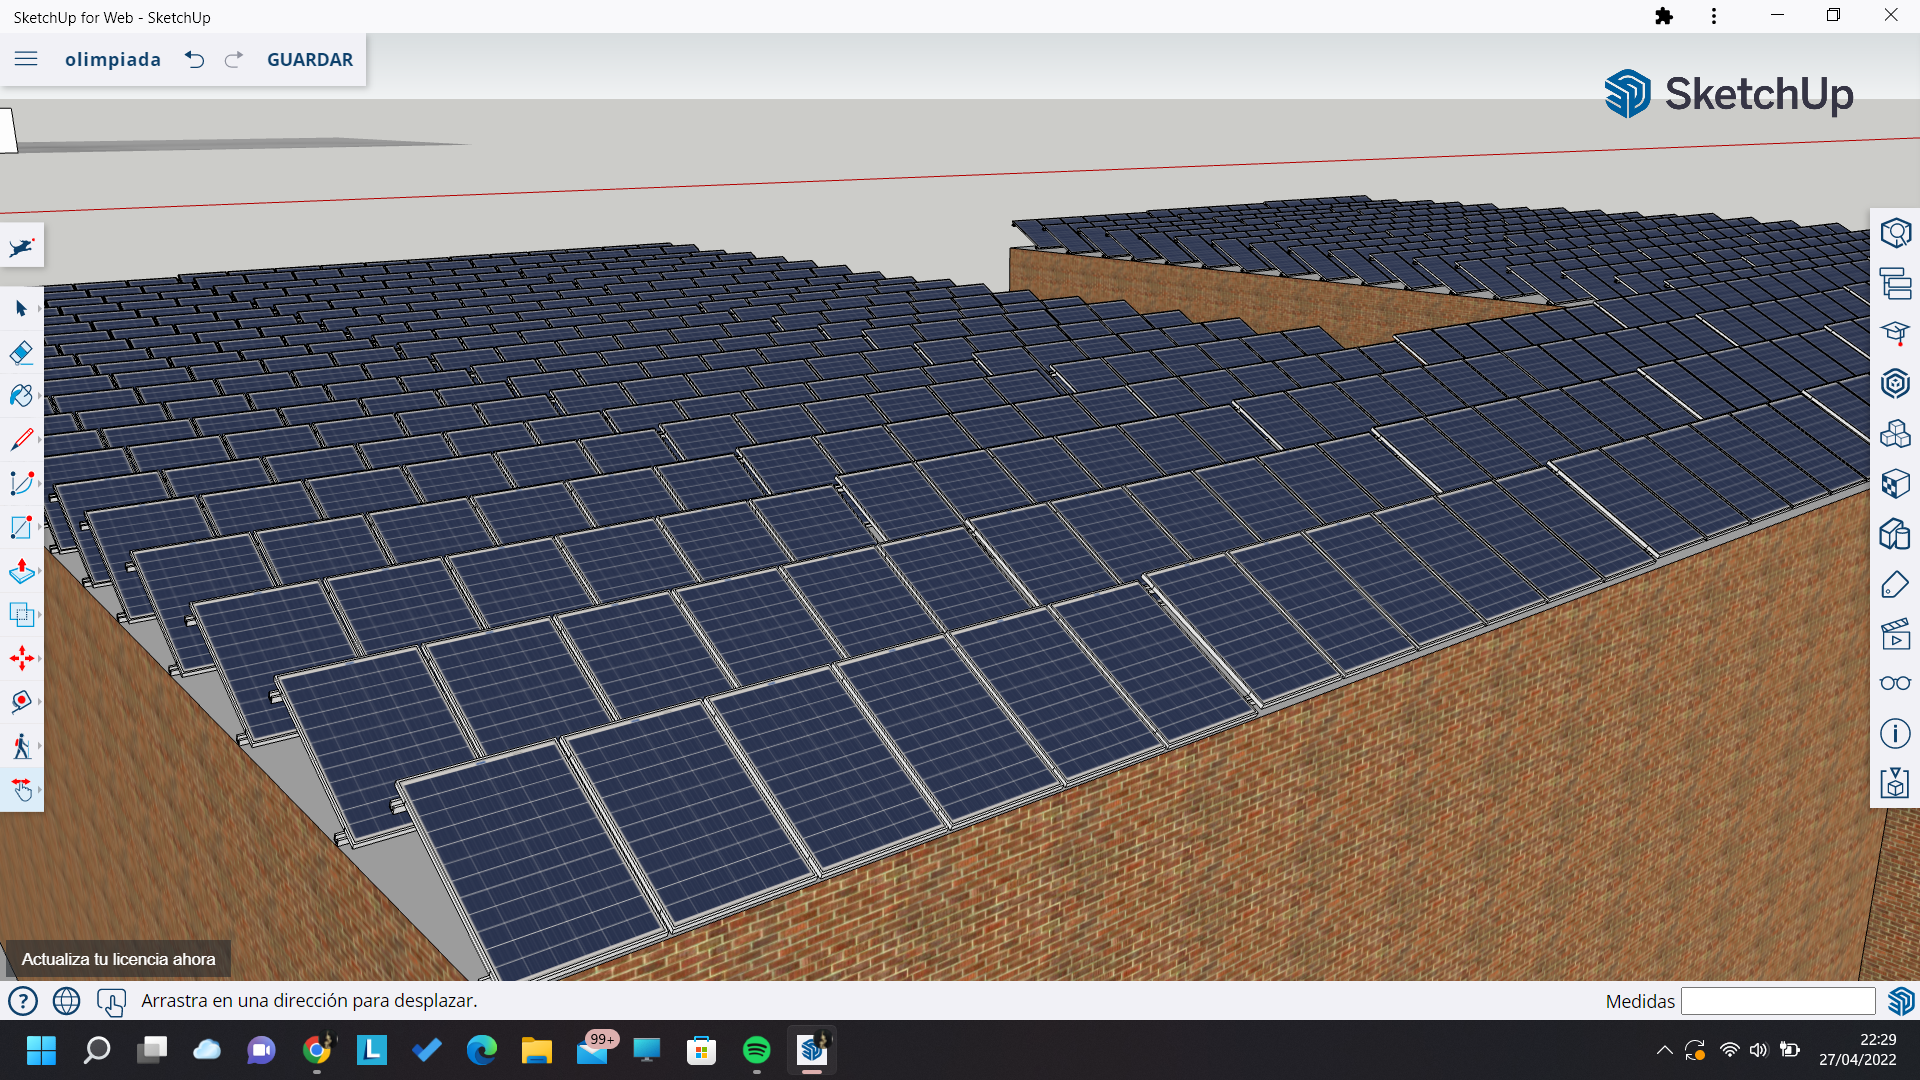 SketchUp for Web - SketchUp
olimpiada
GUARDAR
SketchUp
Actualiza tu licencia ahora
?
Arrastra en una dirección para desplazar.
Medidas
L
99+
22:29
27/04/2022